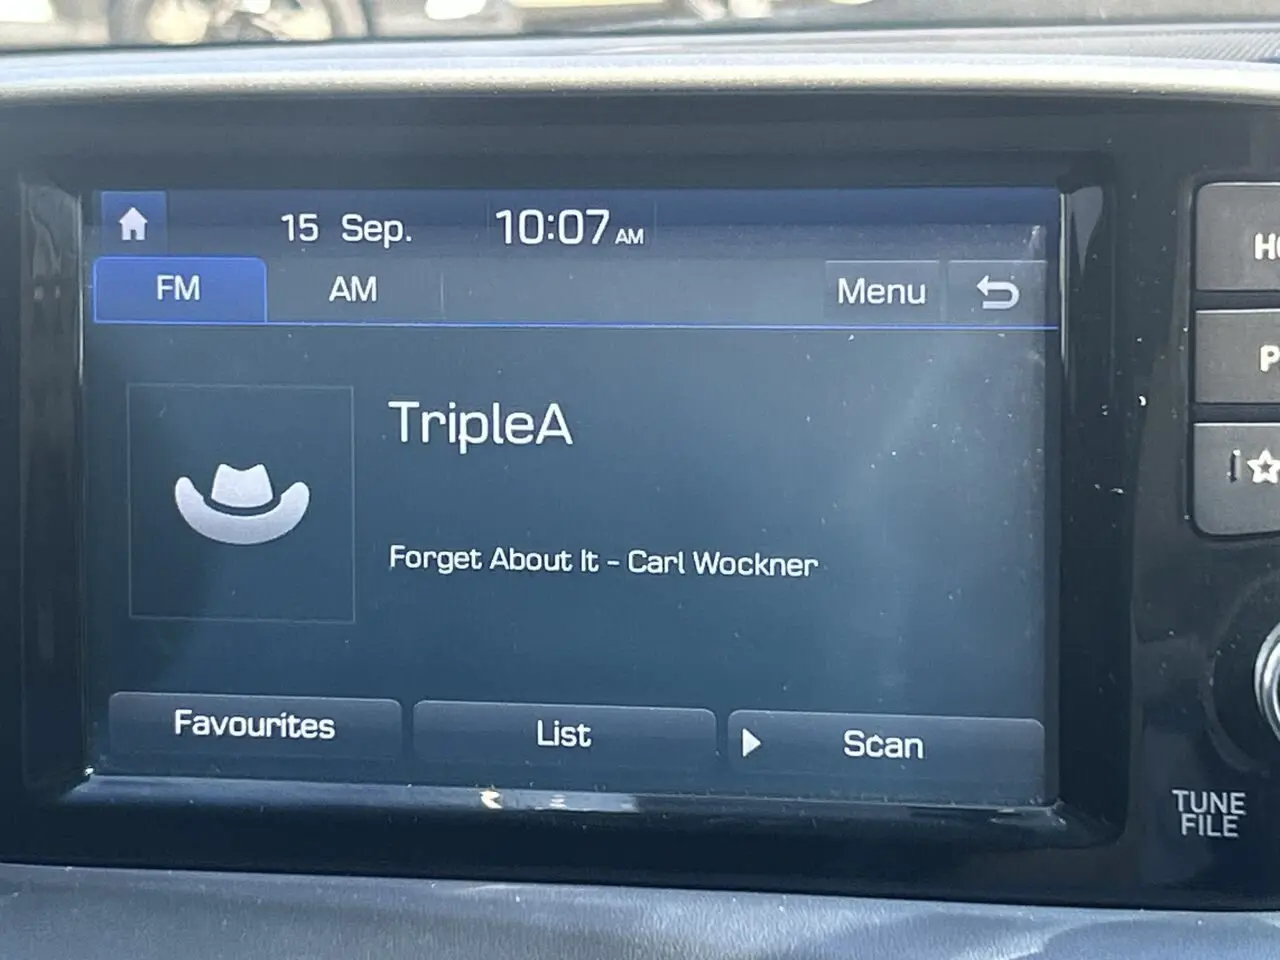 15 Sep. 10:07 AM
FM AM Menu
TripleA
Forget About It - Carl Wockner
Favourites List Scan
TUNE
FILE